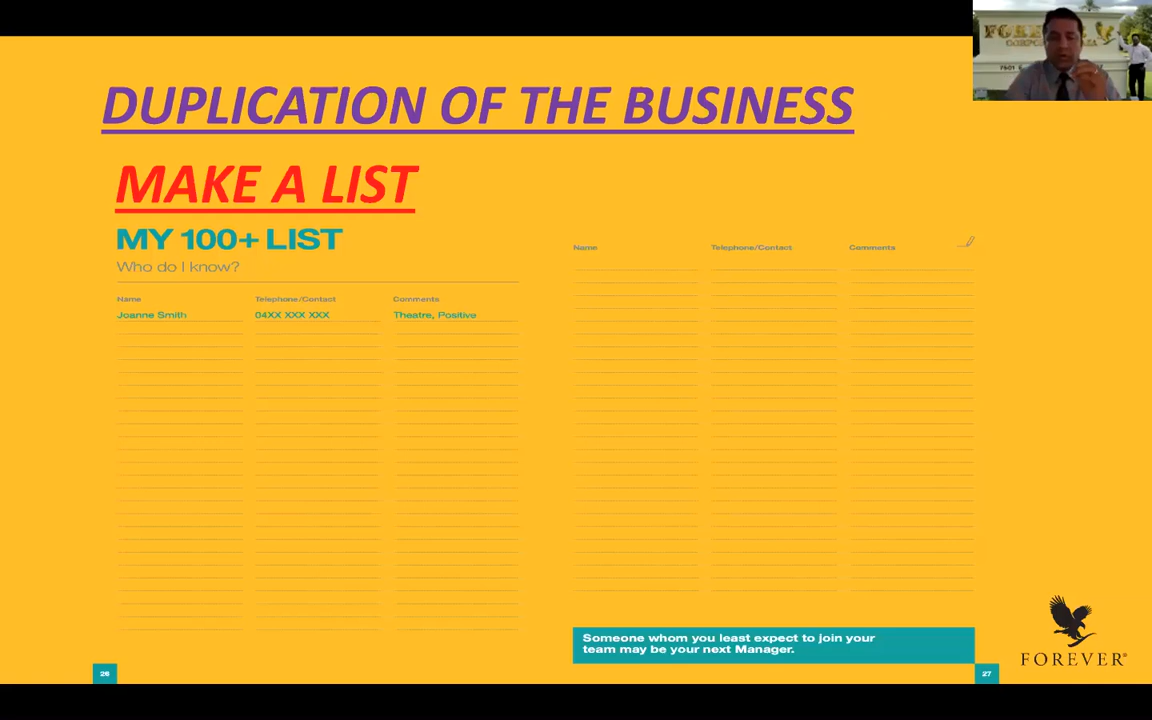 DUPLICATION OF THE BUSINESS
MAKE A LIST
MY 100+ LIST
Who do I know?
Name Telephone/Contact Comments
Joanne Smith 04XX XXX XXX Theatre, Positive
Name Telephone/Contact Comments
Someone whom you least expect to join your
team may be your next Manager.
26
27
FOREVER®
FOREVER